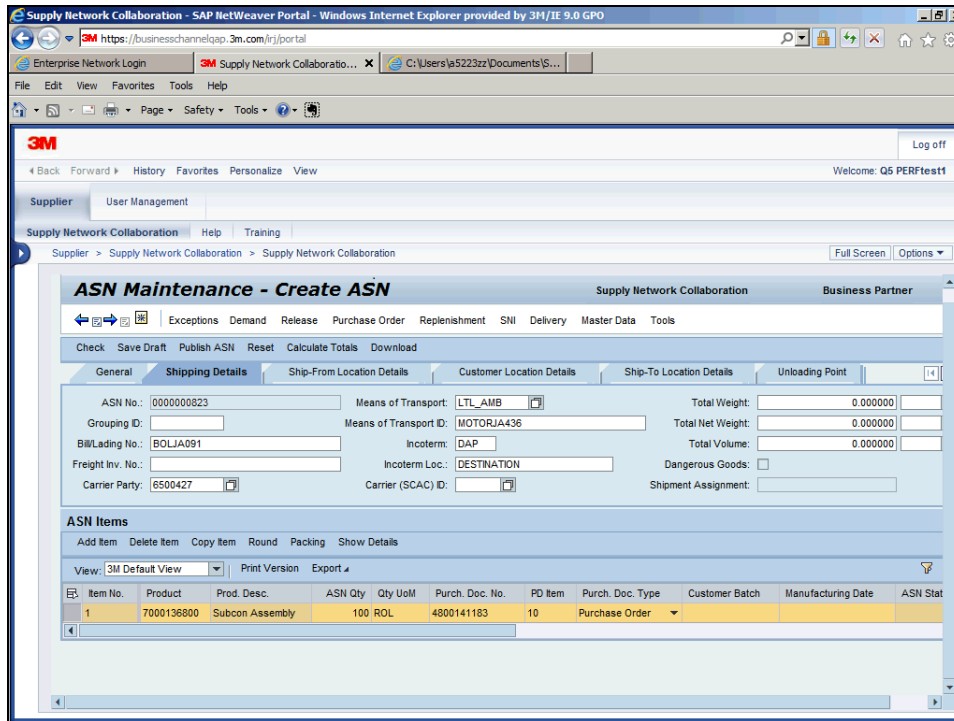 Supply Network Collaboration - SAP NetWeaver Portal - Windows Internet Explorer provided by 3M/IE 9.0 GPO
3M https://businesschannelqap.3m.com/irj/portal
Enterprise Network Login 3M Supply Network Collaboratio... X C:\Users\a5223zz\Documents\S...
File Edit View Favorites Tools Help
Page Safety Tools
3M Log off
Back Forward History Favorites Personalize View Welcome: Q5 PERFtest1
Supplier User Management
Supply Network Collaboration Help Training
Supplier > Supply Network Collaboration > Supply Network Collaboration Full Screen Options
ASN Maintenance - Create ASN Supply Network Collaboration Business Partner
Exceptions Demand Release Purchase Order Replenishment SNI Delivery Master Data Tools
Check Save Draft Publish ASN Reset Calculate Totals Download
General Shipping Details Ship-From Location Details Customer Location Details Ship-To Location Details Unloading Point
ASN No.: 0000000823 Means of Transport: LTL_AMB Total Weight: 0.000000
Grouping ID: Means of Transport ID: MOTORJA436 Total Net Weight: 0.000000
Bill/Lading No.: BOLJA091 Incoterm: DAP Total Volume: 0.000000
Freight Inv. No.: Incoterm Loc.: DESTINATION Dangerous Goods:
Carrier Party: 6500427 Carrier (SCAC) ID: Shipment Assignment:
ASN Items
Add Item Delete Item Copy Item Round Packing Show Details
View: 3M Default View Print Version Export
Item No. Product Prod. Desc. ASN Qty Qty UoM Purch. Doc. No. PD Item Purch. Doc. Type Customer Batch Manufacturing Date ASN Stat
1 7000136800 Subcon Assembly 100 ROL 4800141183 10 Purchase Order